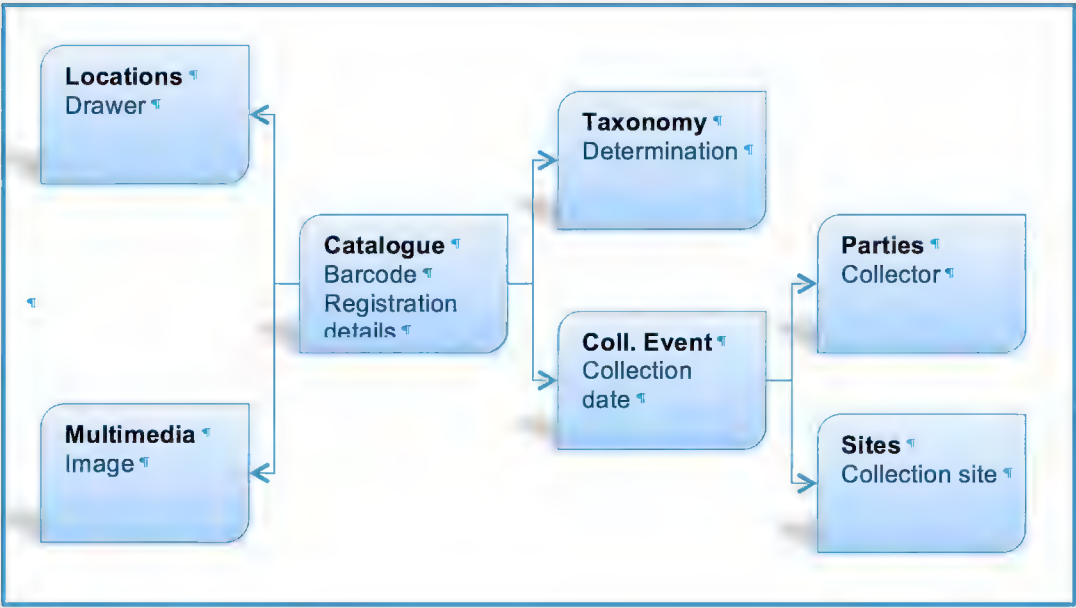 Locations ¶
Drawer ¶
Catalogue ¶
Barcode ¶
Registration
details ¶
Multimedia ¶
Image ¶
Taxonomy ¶
Determination ¶
Coll. Event ¶
Collection
date ¶
Parties ¶
Collector ¶
Sites ¶
Collection site ¶
¶